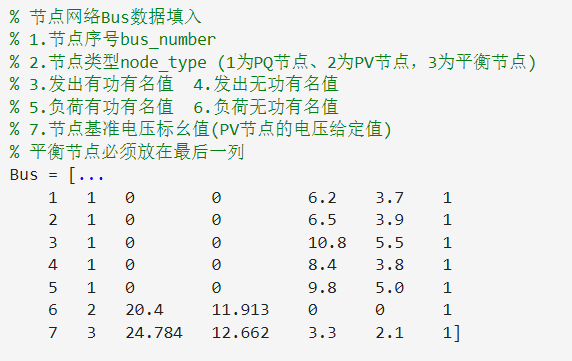 % 节点网络Bus数据填入
% 1.节点序号bus_number
% 2.节点类型node_type (1为PQ节点、2为PV节点，3为平衡节点)
% 3.发出有功有名值  4.发出无功有名值
% 5.负荷有功有名值  6.负荷无功有名值
% 7.节点基准电压标幺值(PV节点的电压给定值)
% 平衡节点必须放在最后一列
Bus = [...
1 1 0 0 6.2 3.7 1
2 1 0 0 6.5 3.9 1
3 1 0 0 10.8 5.5 1
4 1 0 0 8.4 3.8 1
5 1 0 0 9.8 5.0 1
6 2 20.4 11.913 0 0 1
7 3 24.784 12.662 3.3 2.1 1]